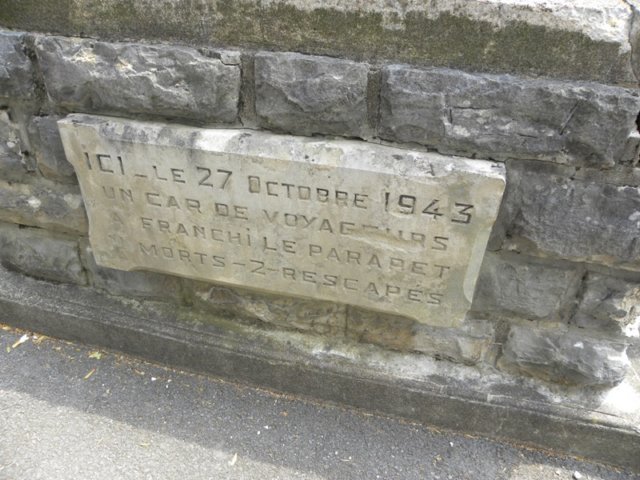 ICI - LE 27 OCTOBRE 1943
UN CAR DE VOYAGEURS
A FRANCHI LE PARAPET
MORTS - 2 - RESCAPÉS